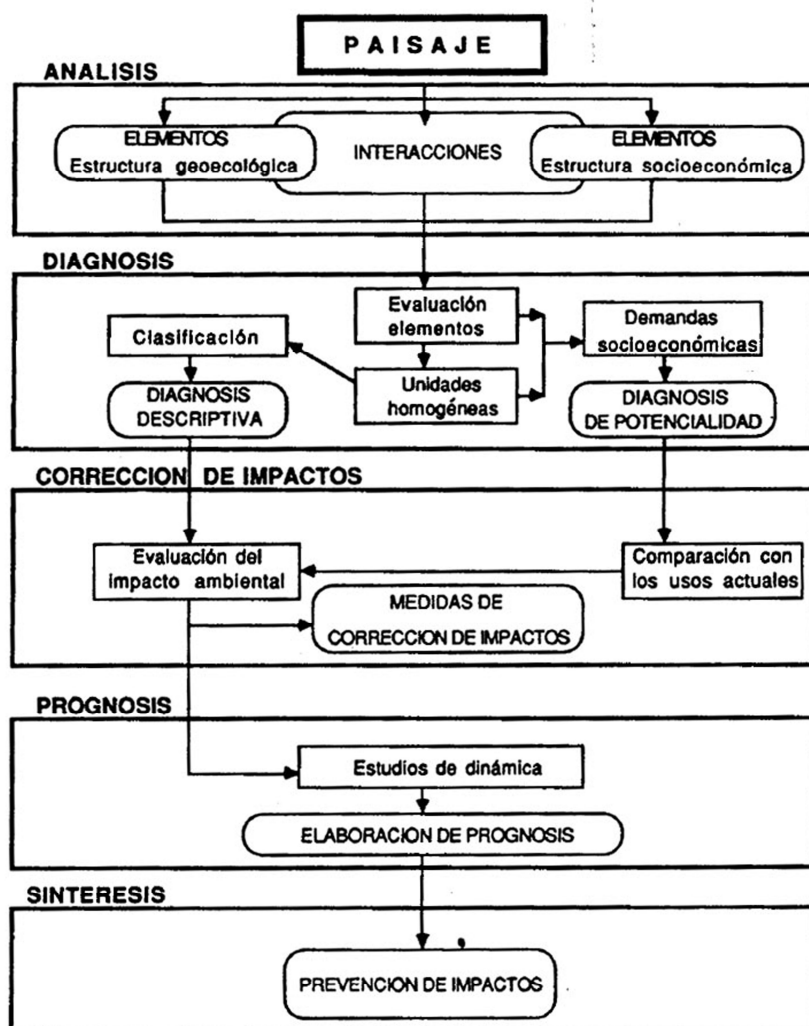 PAISAJE
ANALISIS
ELEMENTOS
Estructura geoecológica
INTERACCIONES
ELEMENTOS
Estructura socioeconómica
DIAGNOSIS
Evaluación
elementos
Demandas
socioeconómicas
Clasificación
Unidades
homogéneas
DIAGNOSIS
DESCRIPTIVA
DIAGNOSIS
DE POTENCIALIDAD
CORRECCION DE IMPACTOS
Evaluación del
impacto ambiental
Comparación con
los usos actuales
MEDIDAS DE
CORRECCION DE IMPACTOS
PROGNOSIS
Estudios de dinámica
ELABORACION DE PROGNOSIS
SINTERESIS
PREVENCION DE IMPACTOS